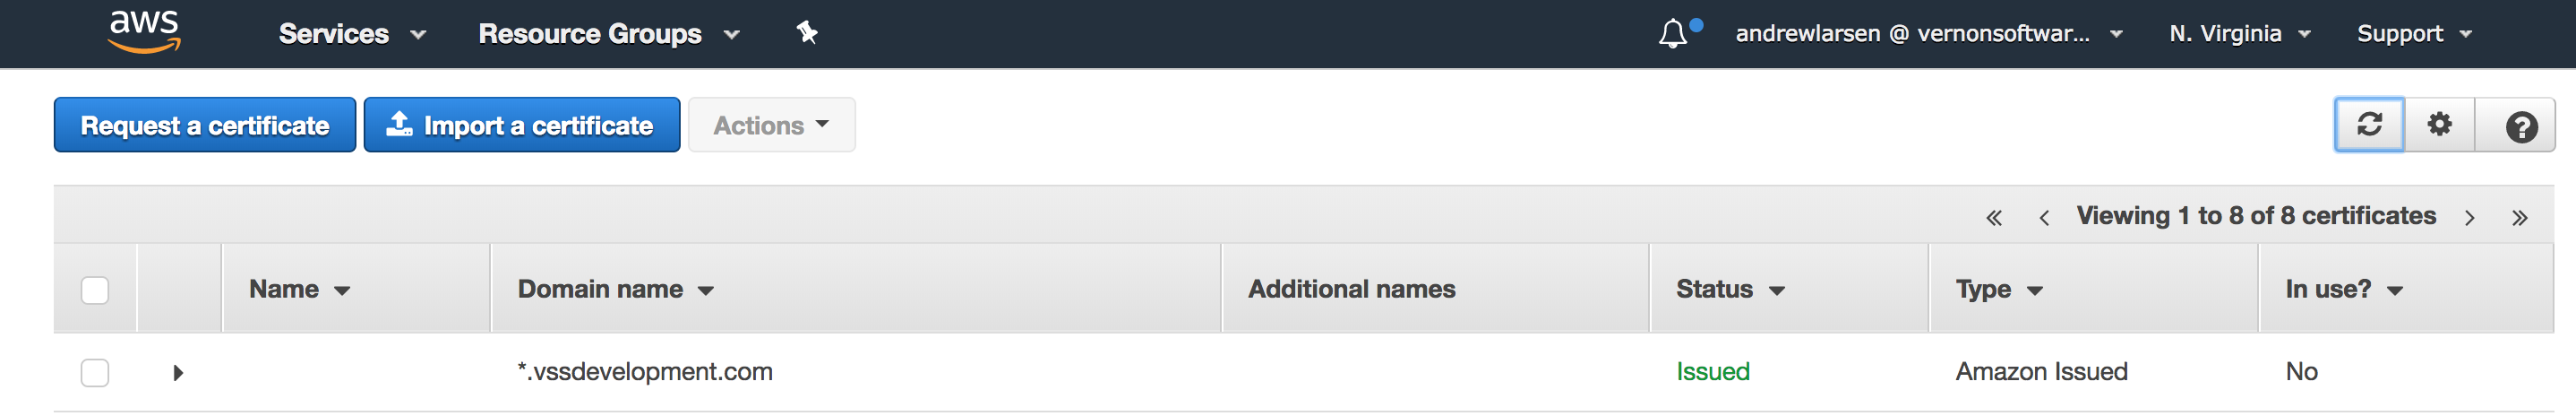 aws Services Resource Groups andrewlarsen @ vernonsoftwar... N. Virginia Support
Request a certificate Import a certificate Actions
Viewing 1 to 8 of 8 certificates
Name Domain name Additional names Status Type In use?
*.vssdevelopment.com Issued Amazon Issued No